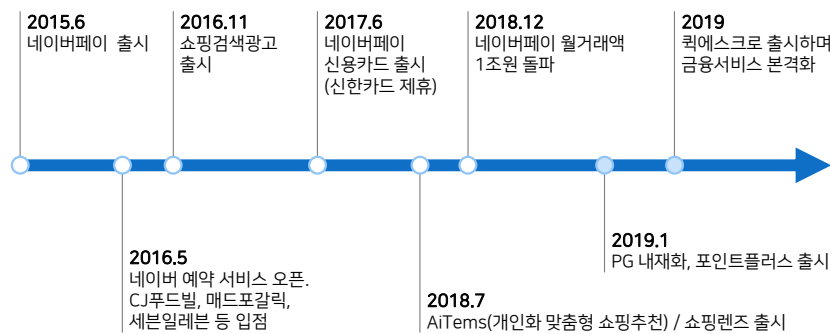 2015.6
네이버페이 출시
2016.11
쇼핑검색광고
출시
2017.6
네이버페이
신용카드 출시
(신한카드 제휴)
2018.12
네이버페이 월거래액
1조원 돌파
2019
퀵에스크로 출시하며
금융서비스 본격화
2016.5
네이버 예약 서비스 오픈.
CJ푸드빌, 매드포갈릭,
세븐일레븐 등 입점
2018.7
AiTems(개인화 맞춤형 쇼핑추천) / 쇼핑렌즈 출시
2019.1
PG 내재화, 포인트플러스 출시